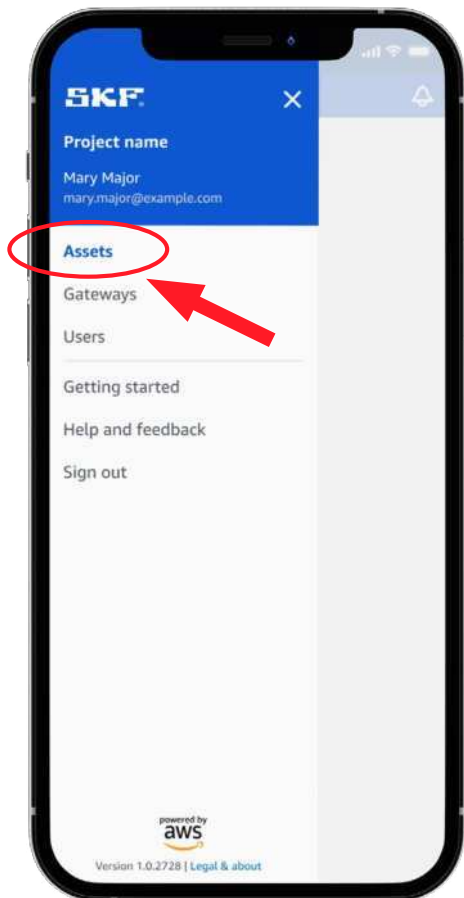 SKF.
Project name
Mary Major
mary.major@example.com
Assets
Gateways
Users
Getting started
Help and feedback
Sign out
powered by
aws
Version 1.0.2728 | Legal & about